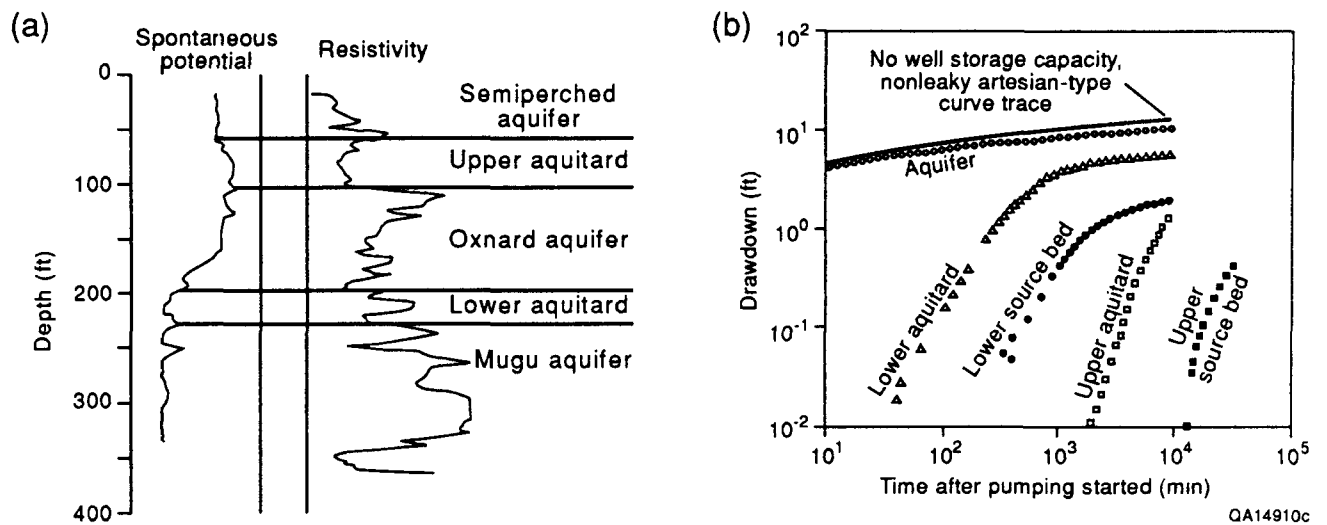 (a)
Spontaneous
potential
Resistivity
0
100
200
300
400
Depth (ft)
Semiperched
aquifer
Upper aquitard
Oxnard aquifer
Lower aquitard
Mugu aquifer
(b)
10²
10¹
10⁰
10⁻¹
10⁻²
Drawdown (ft)
No well storage capacity,
nonleaky artesian-type
curve trace
Aquifer
Lower aquitard
Lower source bed
Upper aquitard
Upper
source bed
10¹
10²
10³
10⁴
10⁵
Time after pumping started (min)
QA14910c